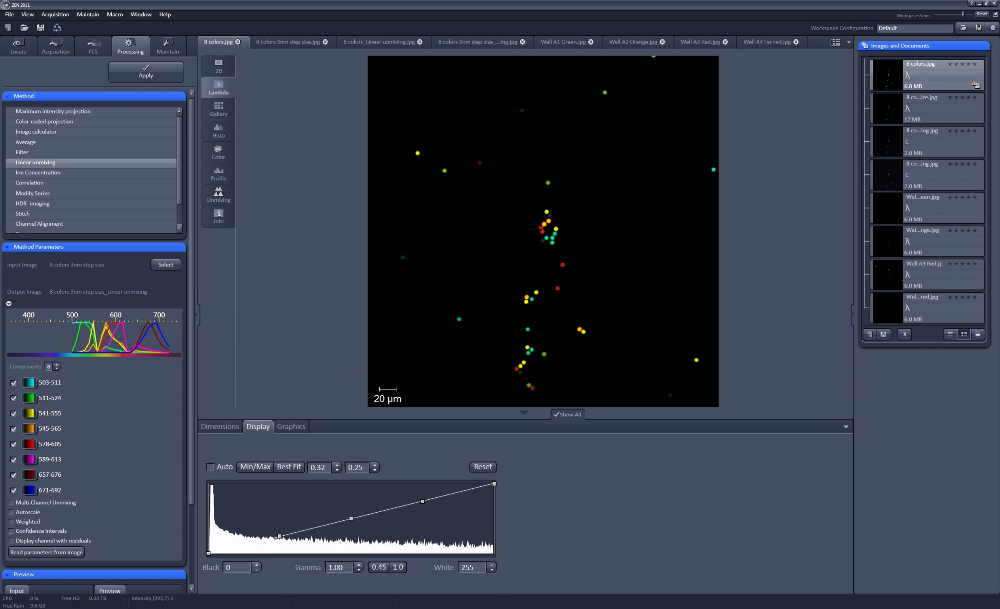 ZEN 2011
File View Acquisition Maintain Macro Window Help
Workspace Zoom Reset
Workspace Configuration Default
Locate Acquisition FCS Processing Maintain
8 colors.jpg 8 colors 3nm step size.jpg 8 colors_Linear unmixing.jpg 8 colors 3nm step size_...ing.jpg Well A1 Green.jpg Well A2 Orange.jpg Well A3 Red.jpg Well A4 Far red.jpg
Apply
Method
Maximum intensity projection
Color-coded projection
Image calculator
Average
Filter
Linear unmixing
Ion Concentration
Correlation
Modify Series
HDR- imaging
Stitch
Channel Alignment
Method Parameters
Input Image 8 colors 3nm step size Select
Output Image 8 colors 3nm step size_Linear unmixing
400 500 600 700
Components 8
503-511
511-524
541-555
545-565
578-605
589-613
657-676
671-692
Multi Channel Unmixing
Autoscale
Weighted
Confidence intervals
Display channel with residuals
Read parameters from image
Preview
Input Preview
2D
λ
Lambda
Gallery
Histo
Coloc
Profile
Unmixing
i
Info
20 µm
Show All
Dimensions Display Graphics
Auto Min/Max Best Fit 0.32 0.25 Reset
Black 0 Gamma 1.00 0.45 1.0 White 255
Images and Documents
8 colors.jpg
λ
6.0 MB
8 co...ize.jpg
λ
17 MB
8 co...ing.jpg
C
2.0 MB
8 co...ing.jpg
C
2.0 MB
Wel...een.jpg
λ
6.0 MB
Wel...nge.jpg
λ
6.0 MB
Well A3 Red.jp
λ
6.0 MB
Wel...red.jpg
λ
6.0 MB
X
CPU 0 % Free HD 0.33 TB Intensity (295,7) 3
Free Ram 9.8 GB